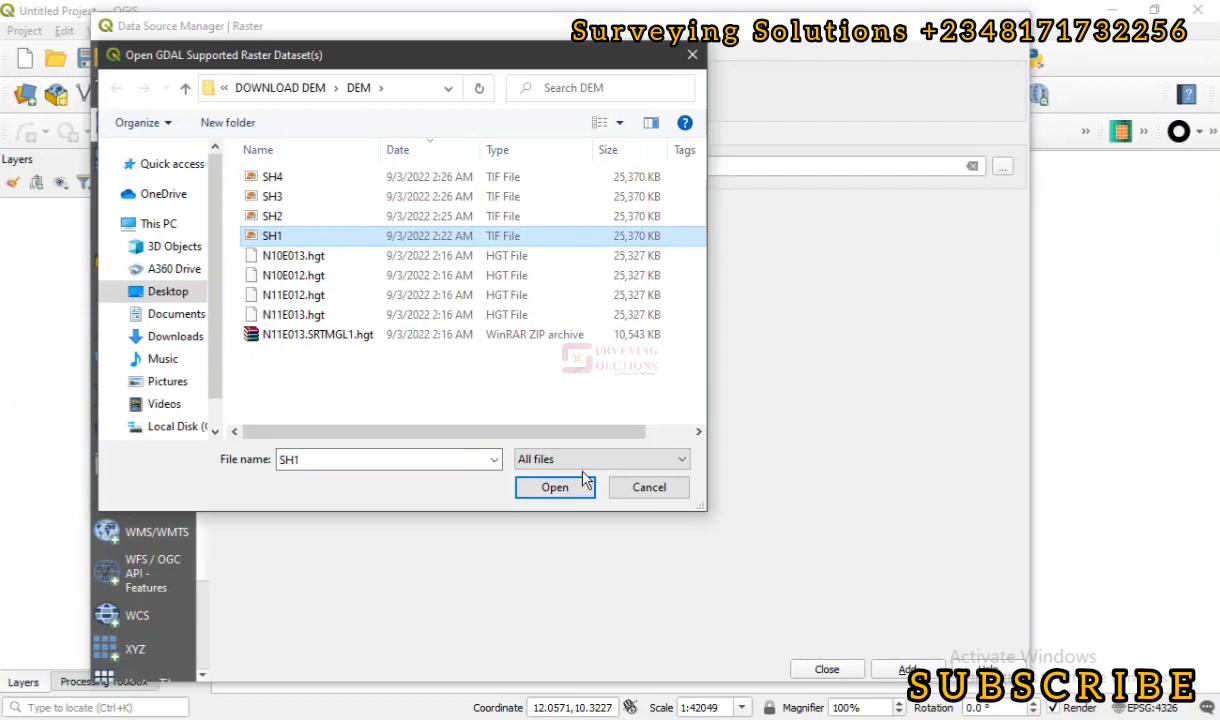 Untitled Project — QGIS
Data Source Manager | Raster
Surveying Solutions +2348171732256
Project Edit
Open GDAL Supported Raster Dataset(s)
« DOWNLOAD DEM › DEM ›
Search DEM
Organize
New folder
Layers
Name Date Type Size Tags
Quick access
OneDrive
This PC
3D Objects
A360 Drive
Desktop
Documents
Downloads
Music
Pictures
Videos
Local Disk (
SH4 9/3/2022 2:26 AM TIF File 25,370 KB
SH3 9/3/2022 2:26 AM TIF File 25,370 KB
SH2 9/3/2022 2:25 AM TIF File 25,370 KB
SH1 9/3/2022 2:22 AM TIF File 25,370 KB
N10E013.hgt 9/3/2022 2:16 AM HGT File 25,327 KB
N10E012.hgt 9/3/2022 2:16 AM HGT File 25,327 KB
N11E012.hgt 9/3/2022 2:16 AM HGT File 25,327 KB
N11E013.hgt 9/3/2022 2:16 AM HGT File 25,327 KB
N11E013.SRTMGL1.hgt 9/3/2022 2:16 AM WinRAR ZIP archive 10,543 KB
SURVEYING
SOLUTIONS
File name: SH1
All files
Open Cancel
WMS/WMTS
WFS / OGC
API -
Features
WCS
XYZ
Activate Windows
Close Add Help
SUBSCRIBE
Layers Processing Toolbox
Type to locate (Ctrl+K)
Coordinate 12.0571,10.3227 Scale 1:42049 Magnifier 100% Rotation 0.0 ° Render EPSG:4326